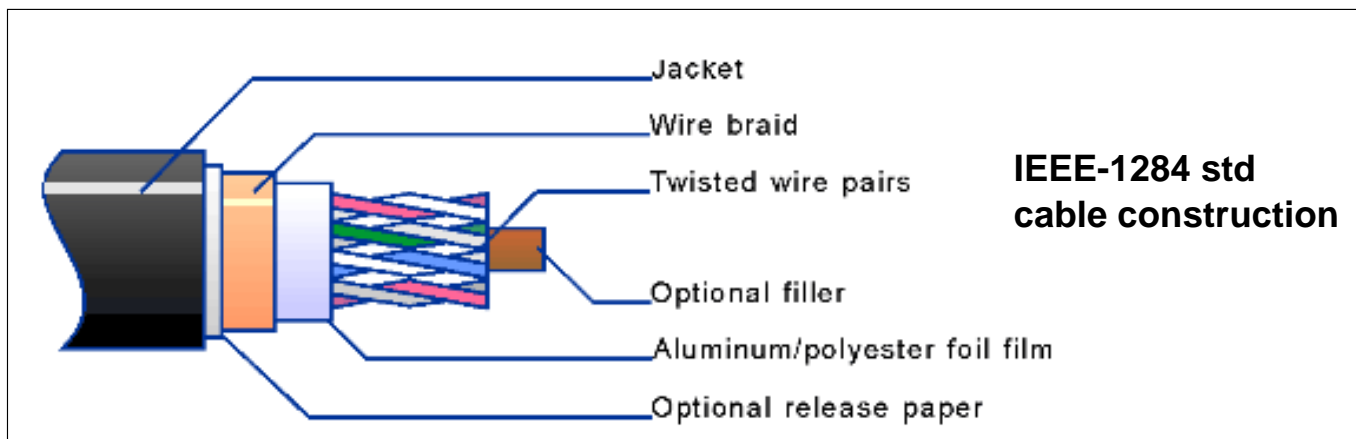 Jacket
Wire braid
Twisted wire pairs
Optional filler
Aluminum/polyester foil film
Optional release paper
IEEE-1284 std
cable construction